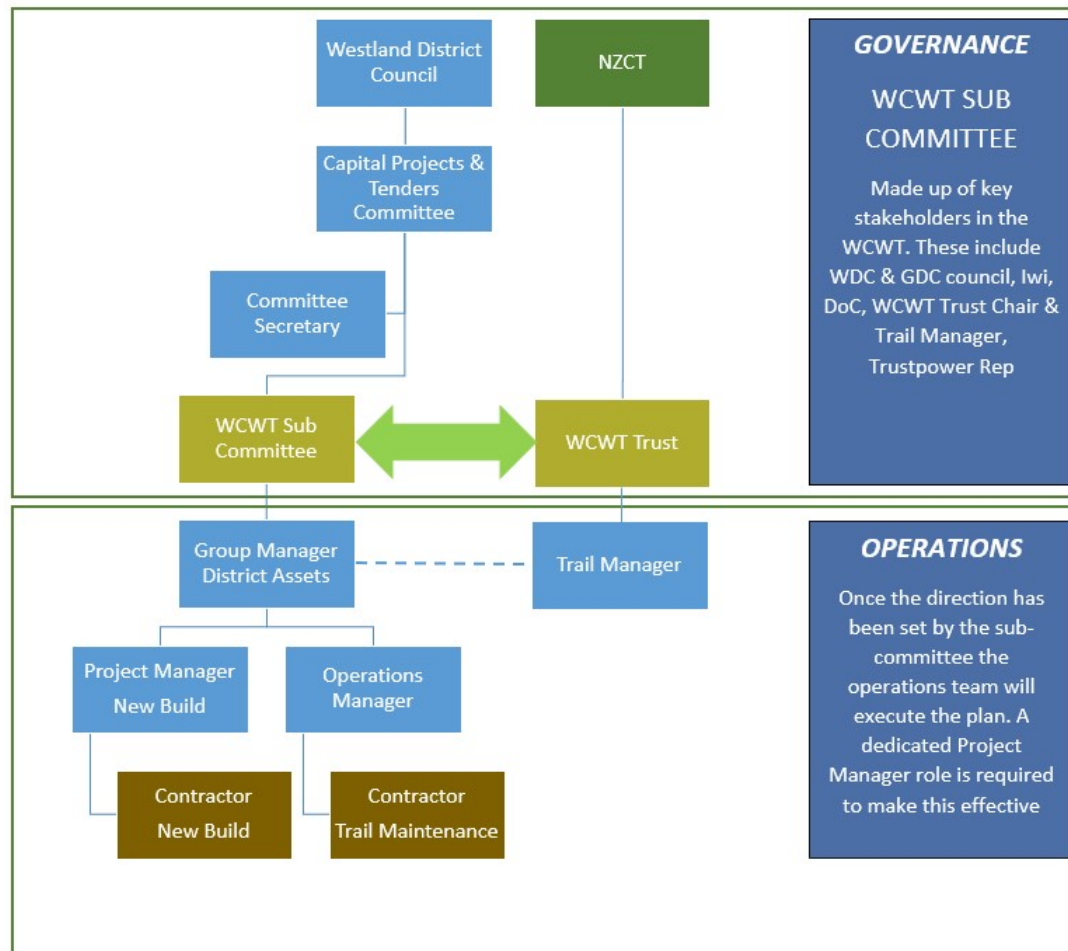 Westland District
Council
NZCT
Capital Projects &
Tenders
Committee
Committee
Secretary
WCWT Sub
Committee
WCWT Trust
GOVERNANCE
WCWT SUB
COMMITTEE
Made up of key
stakeholders in the
WCWT. These include
WDC & GDC council, Iwi,
DoC, WCWT Trust Chair &
Trail Manager,
Trustpower Rep
Group Manager
District Assets
Trail Manager
Project Manager
New Build
Operations
Manager
Contractor
New Build
Contractor
Trail Maintenance
OPERATIONS
Once the direction has
been set by the sub-
committee the
operations team will
execute the plan. A
dedicated Project
Manager role is required
to make this effective